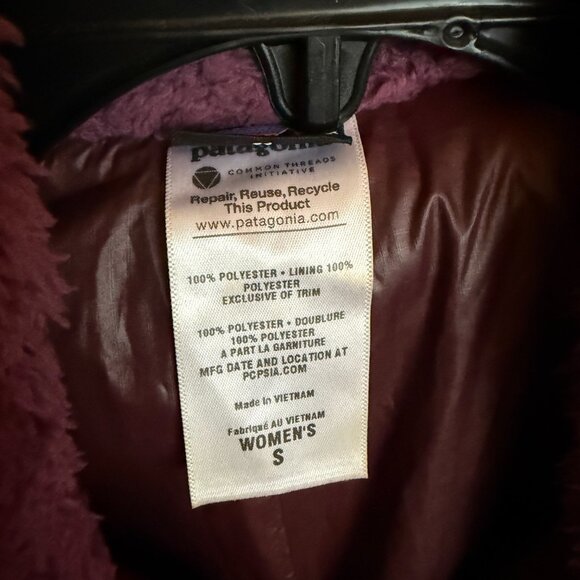 patagonia
COMMON THREADS
INITIATIVE
Repair, Reuse, Recycle
This Product
www.patagonia.com
100% POLYESTER • LINING 100%
POLYESTER
EXCLUSIVE OF TRIM
100% POLYESTER • DOUBLURE
100% POLYESTER
A PART LA GARNITURE
MFG DATE AND LOCATION AT
PCPSIA.COM
Made in VIETNAM
Fabriqué AU VIETNAM
WOMEN'S
S